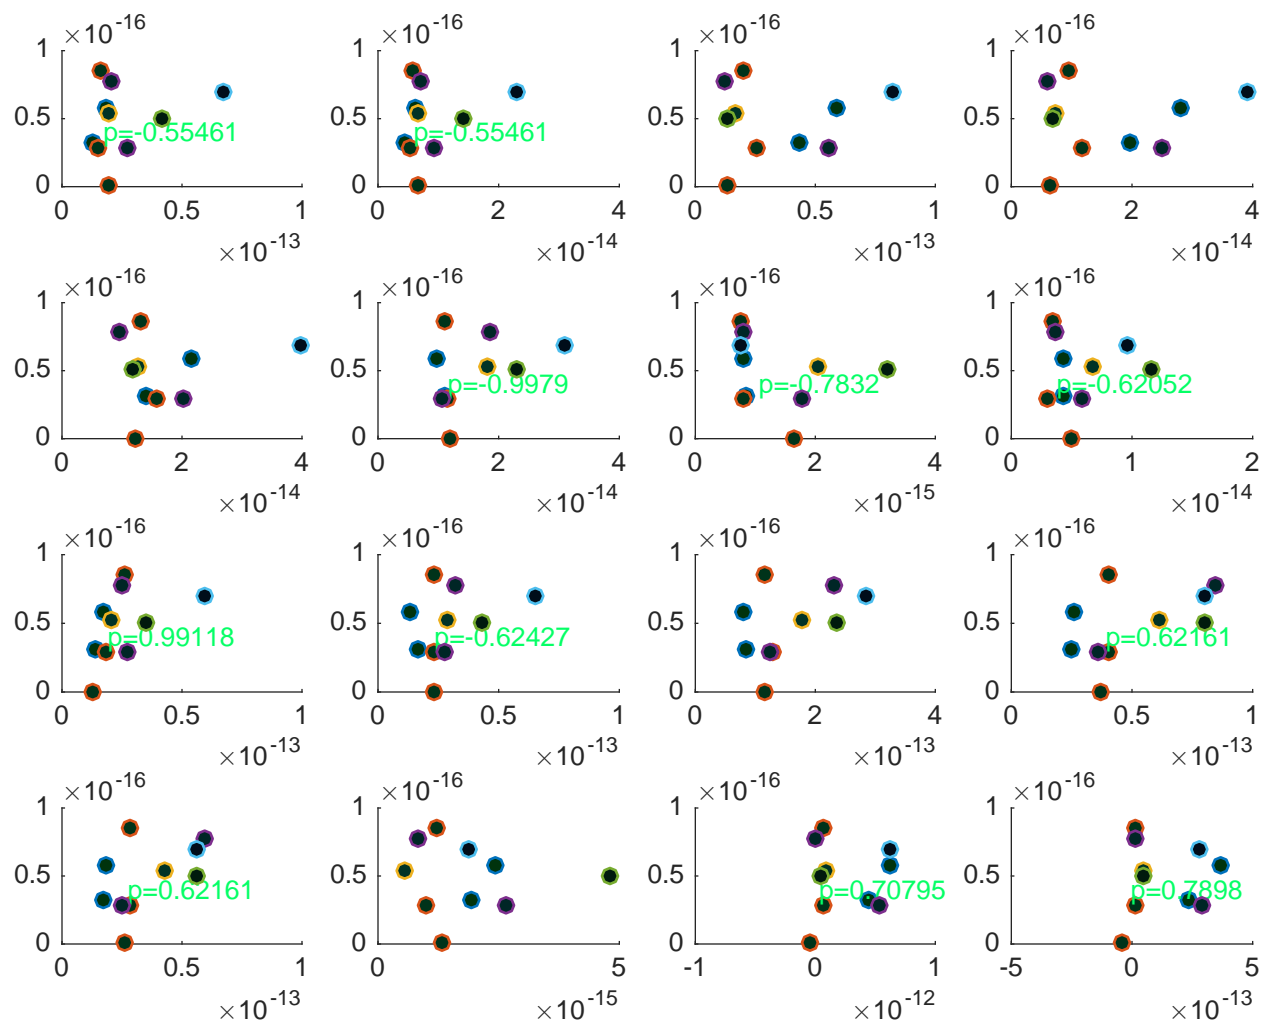 ×10-16 ×10-16 ×10-16 ×10-16
1 1 1 1
0.5 0.5 0.5 0.5
p=-0.55461 p=-0.55461
0 0 0 0
0 0.5 1 0 2 4 0 0.5 1 0 2 4
×10-13 ×10-14 ×10-13 ×10-14
×10-16 ×10-16 ×10-16 ×10-16
1 1 1 1
0.5 0.5 0.5 0.5
p=-0.9979 p=-0.7832 p=-0.62052
0 0 0 0
0 2 4 0 2 4 0 2 4 0 1 2
×10-14 ×10-14 ×10-15 ×10-14
×10-16 ×10-16 ×10-16 ×10-16
1 1 1 1
0.5 0.5 0.5 0.5
p=0.99118 p=-0.62427 p=0.62161
0 0 0 0
0 0.5 1 0 0.5 1 0 2 4 0 0.5 1
×10-13 ×10-13 ×10-13 ×10-13
×10-16 ×10-16 ×10-16 ×10-16
1 1 1 1
0.5 0.5 0.5 0.5
p=0.62161 p=0.70795 p=0.7898
0 0 0 0
0 0.5 1 0 5 -1 0 1 -5 0 5
×10-13 ×10-15 ×10-12 ×10-13